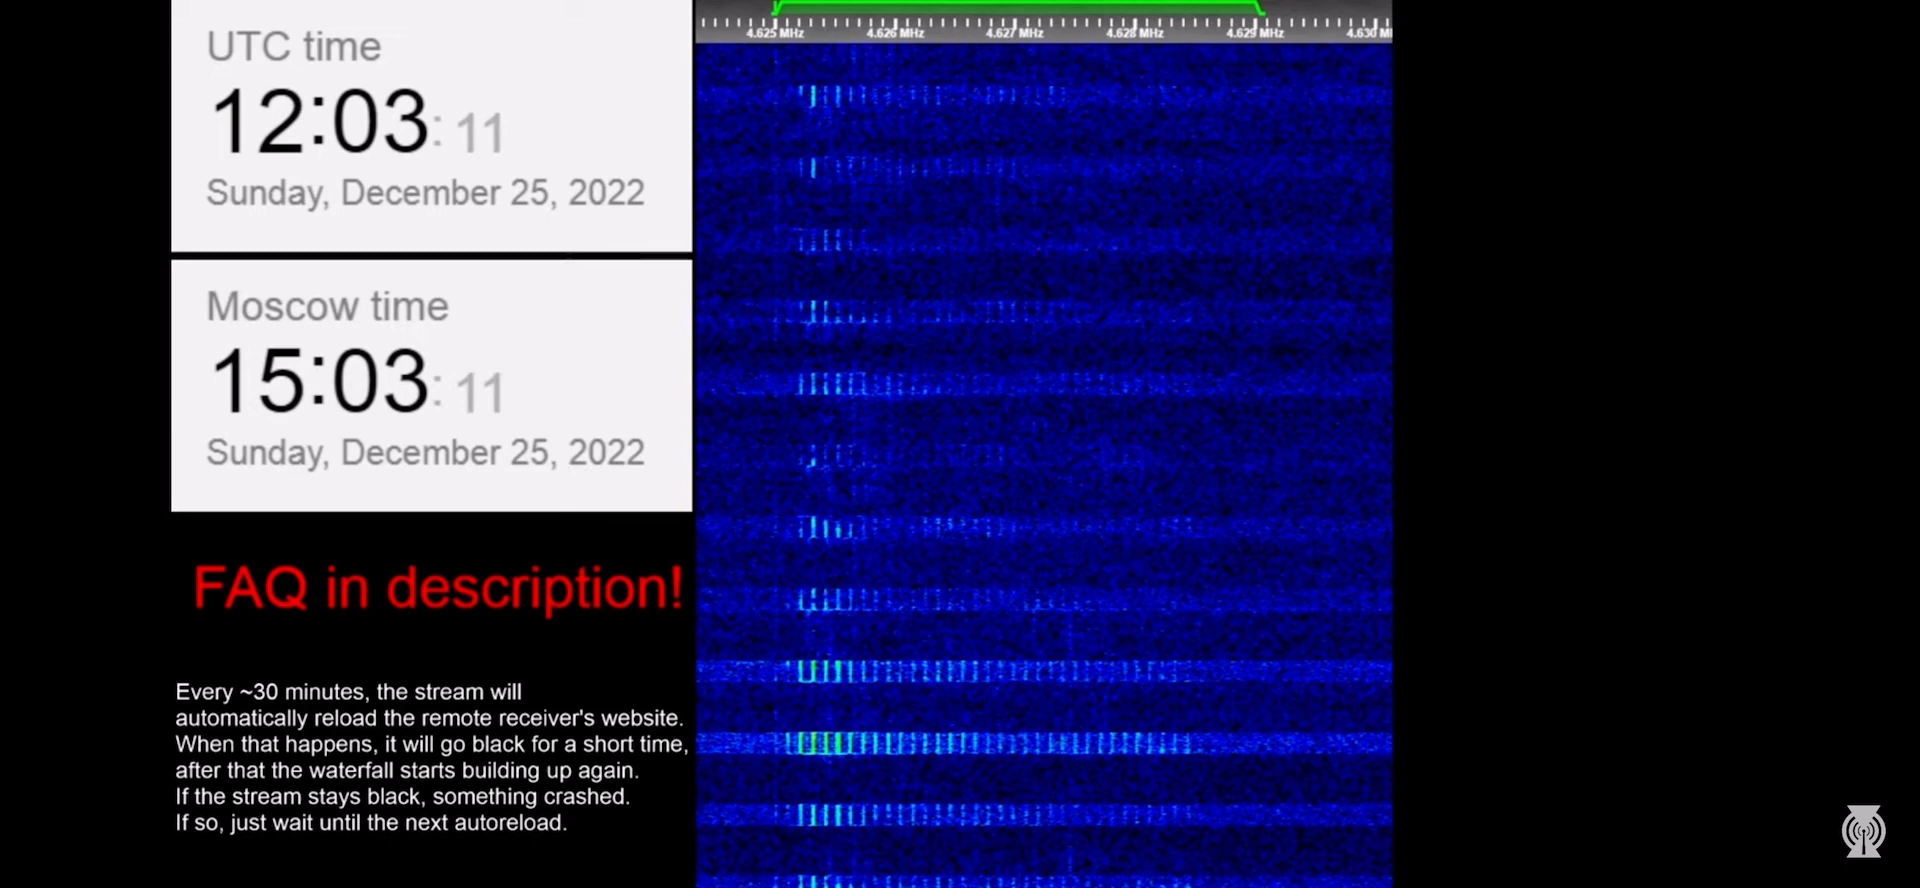 UTC time
12:03:11
Sunday, December 25, 2022
Moscow time
15:03:11
Sunday, December 25, 2022
FAQ in description!
Every ~30 minutes, the stream will
automatically reload the remote receiver's website.
When that happens, it will go black for a short time,
after that the waterfall starts building up again.
If the stream stays black, something crashed.
If so, just wait until the next autoreload.
4.625 MHz 4.626 MHz 4.627 MHz 4.628 MHz 4.629 MHz 4.630 M